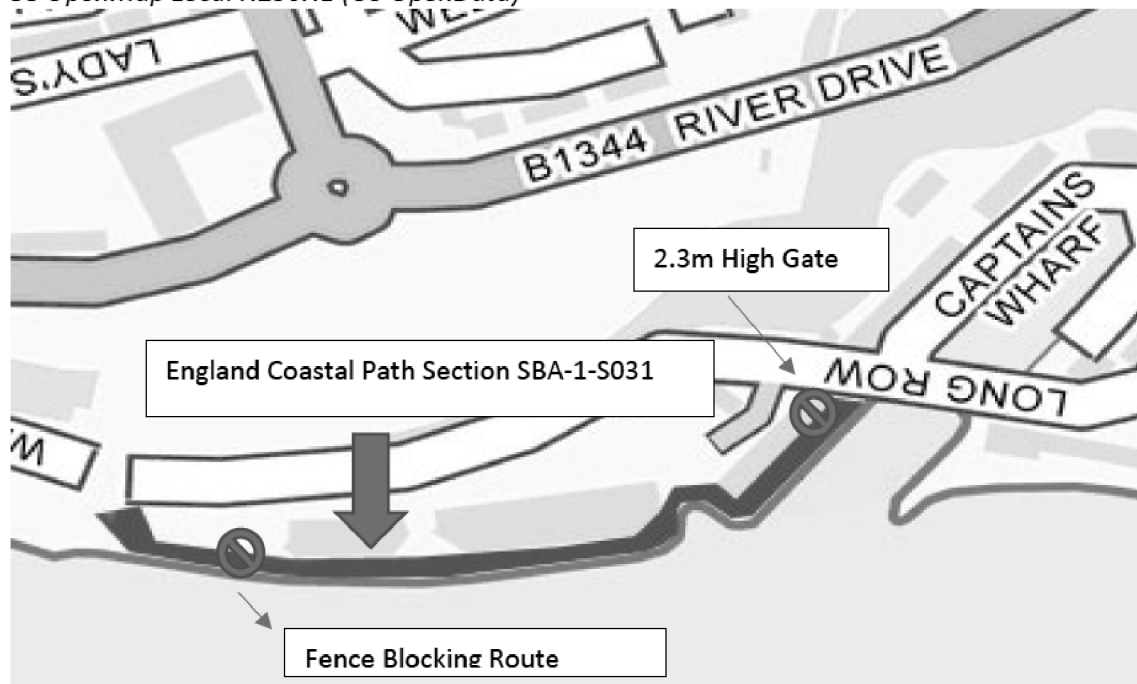 LADY'S
B1344 RIVER DRIVE
CAPTAINS
WHARF
2.3m High Gate
England Coastal Path Section SBA-1-S031
LONG ROW
Fence Blocking Route